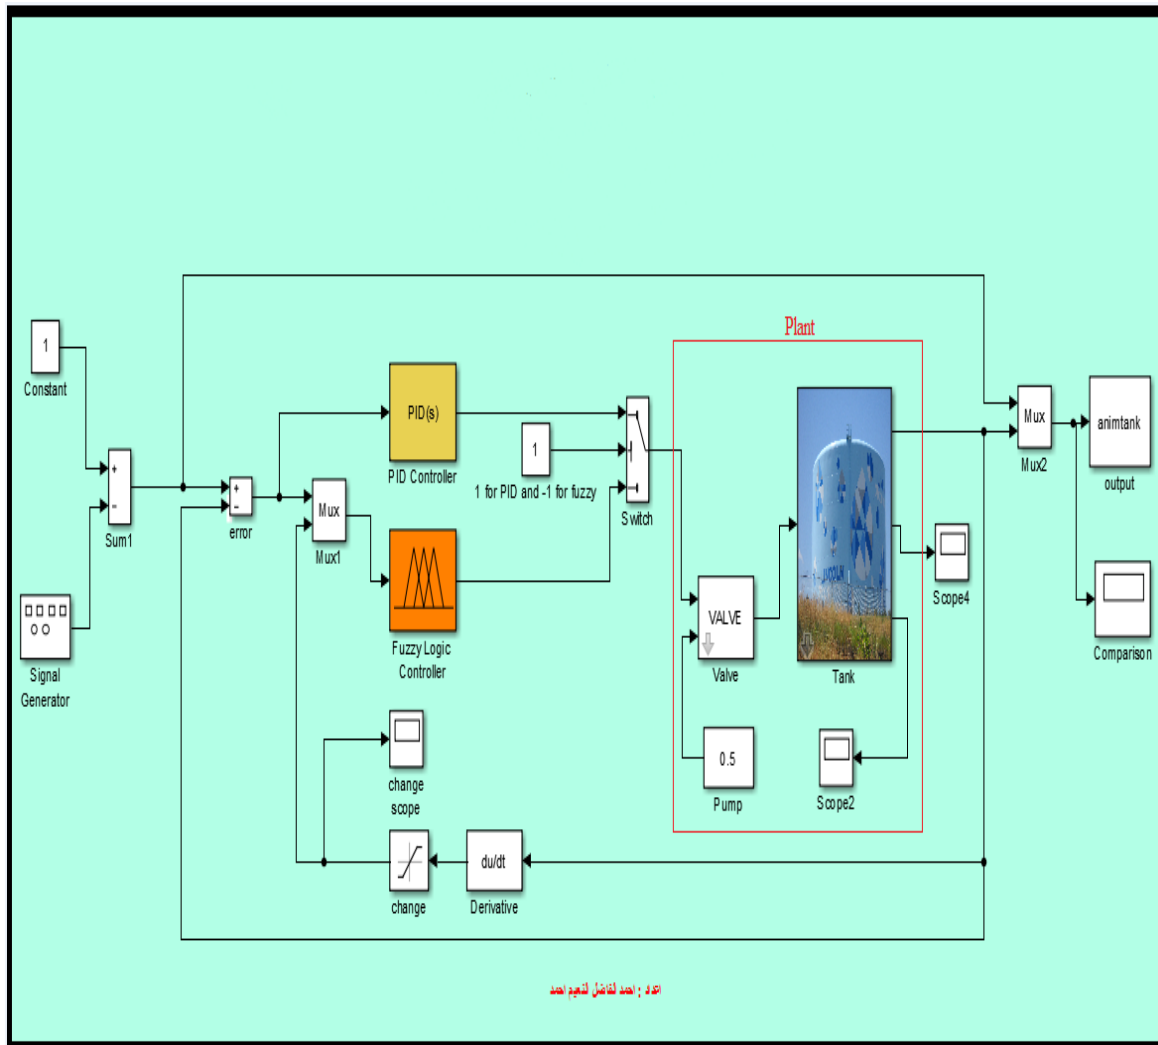 Plant
1
Constant
+
-
Sum1
Signal
Generator
+
-
error
Mux
Mux1
PID(s)
PID Controller
Fuzzy Logic
Controller
1
1 for PID and -1 for fuzzy
Switch
VALVE
Valve
0.5
Pump
Tank
Scope2
Scope4
Mux
Mux2
animtank
output
Comparison
change
scope
change
du/dt
Derivative
اعداد : احمد الفاضل النعيم احمد